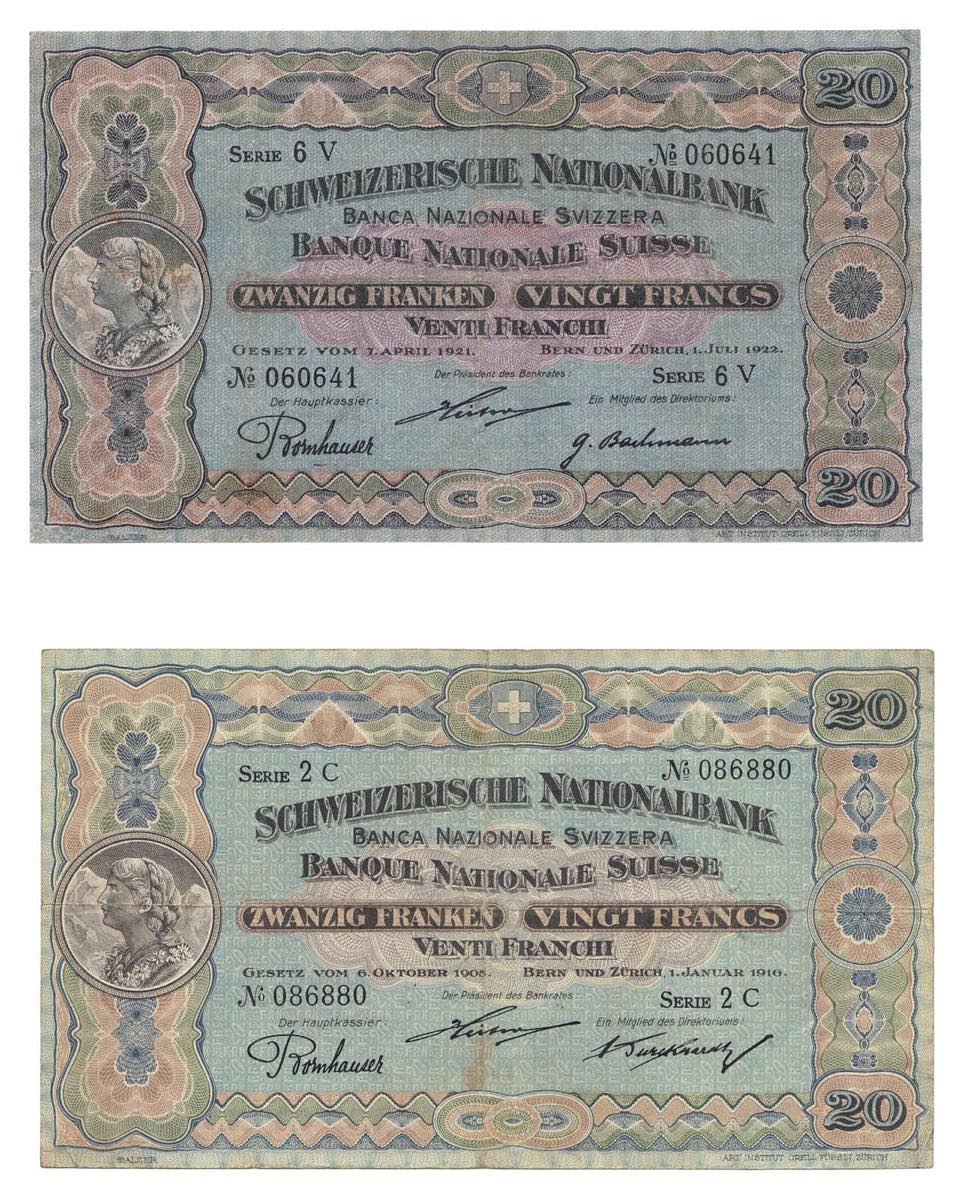 20
SERIE 6 V № 060641
SCHWEIZERISCHE NATIONALBANK
BANCA NAZIONALE SVIZZERA
BANQUE NATIONALE SUISSE
ZWANZIG FRANKEN VINGT FRANCS
VENTI FRANCHI
GESETZ VOM 7. APRIL 1921. BERN UND ZÜRICH, 1. JULI 1922.
№ 060641 Der Präsident des Bankrates: SERIE 6 V
Der Hauptkassier: Ein Mitglied des Direktoriums:
Bornhauser G. Bachmann
20
BALZER ART. INSTITUT ORELL FÜSSLI, ZÜRICH
20
SERIE 2 C № 086880
SCHWEIZERISCHE NATIONALBANK
BANCA NAZIONALE SVIZZERA
BANQUE NATIONALE SUISSE
ZWANZIG FRANKEN VINGT FRANCS
VENTI FRANCHI
GESETZ VOM 6. OKTOBER 1905. BERN UND ZÜRICH, 1. JANUAR 1916.
№ 086880 Der Präsident des Bankrates: SERIE 2 C
Der Hauptkassier: Ein Mitglied des Direktoriums:
Bornhauser Burckhardt
20
BALZER ART. INSTITUT ORELL FÜSSLI, ZÜRICH